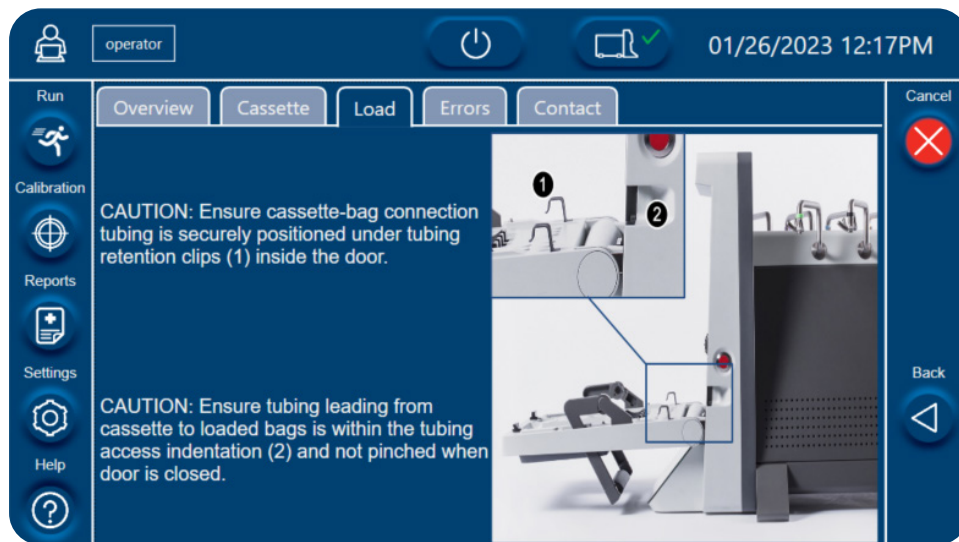 operator
01/26/2023 12:17PM
Run
Calibration
Reports
Settings
Help
Overview
Cassette
Load
Errors
Contact
CAUTION: Ensure cassette-bag connection
tubing is securely positioned under tubing
retention clips (1) inside the door.
CAUTION: Ensure tubing leading from
cassette to loaded bags is within the tubing
access indentation (2) and not pinched when
door is closed.
1
2
Cancel
Back